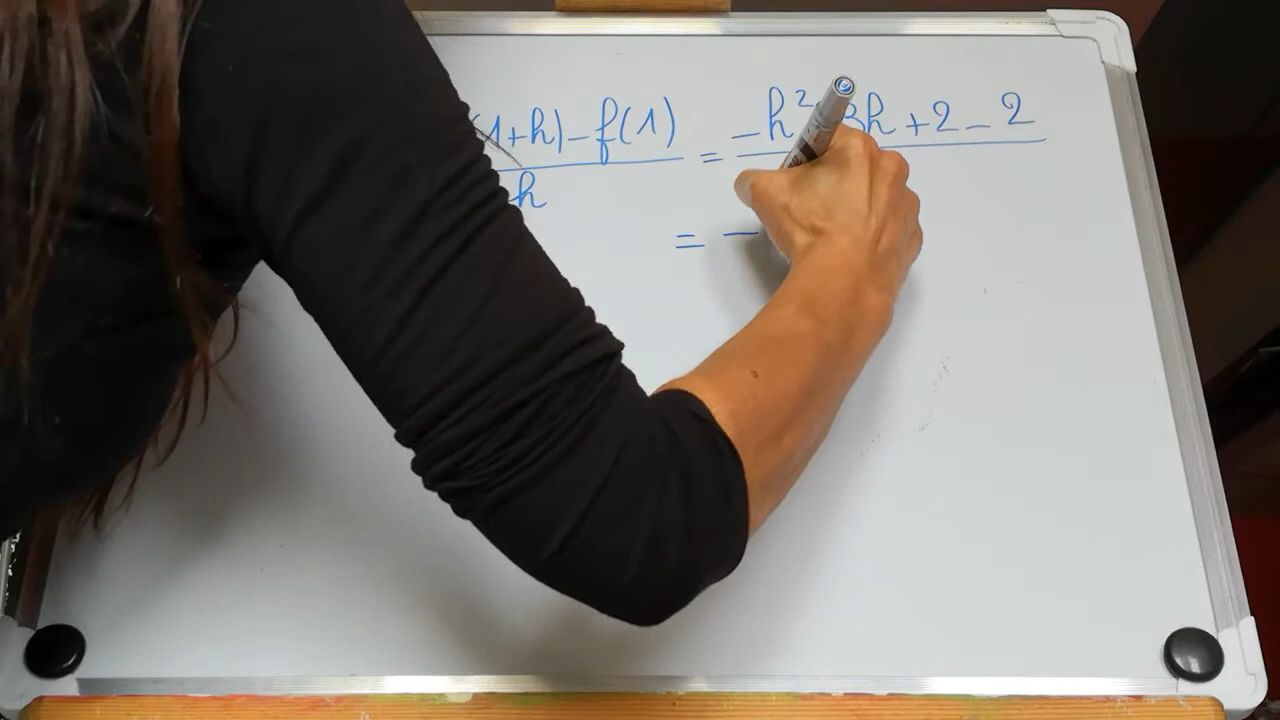 (1+h)-f(1) / h = -h² 3h+2-2
= -